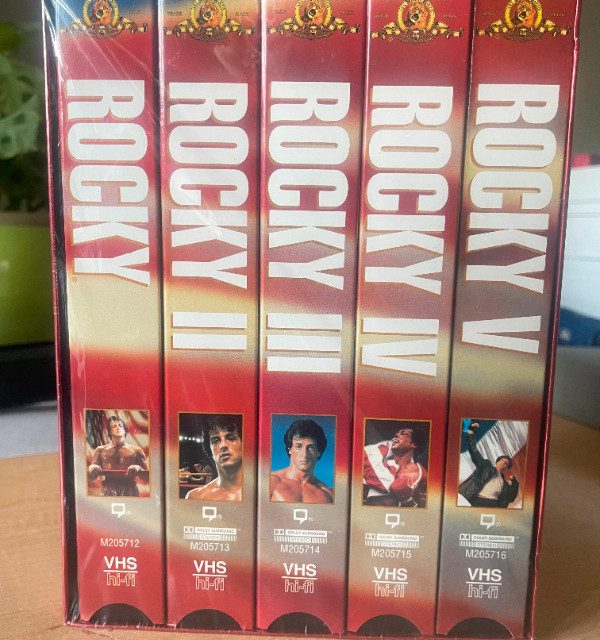 ROCKY
ROCKY II
ROCKY III
ROCKY IV
ROCKY V
DOLBY SURROUND
DOLBY SURROUND
DOLBY SURROUND
DOLBY SURROUND
STEREO
STEREO
STEREO
STEREO
M205712
M205713
M205714
M205715
M205716
VHS
VHS
VHS
VHS
VHS
hi-fi
hi-fi
hi-fi
hi-fi
hi-fi